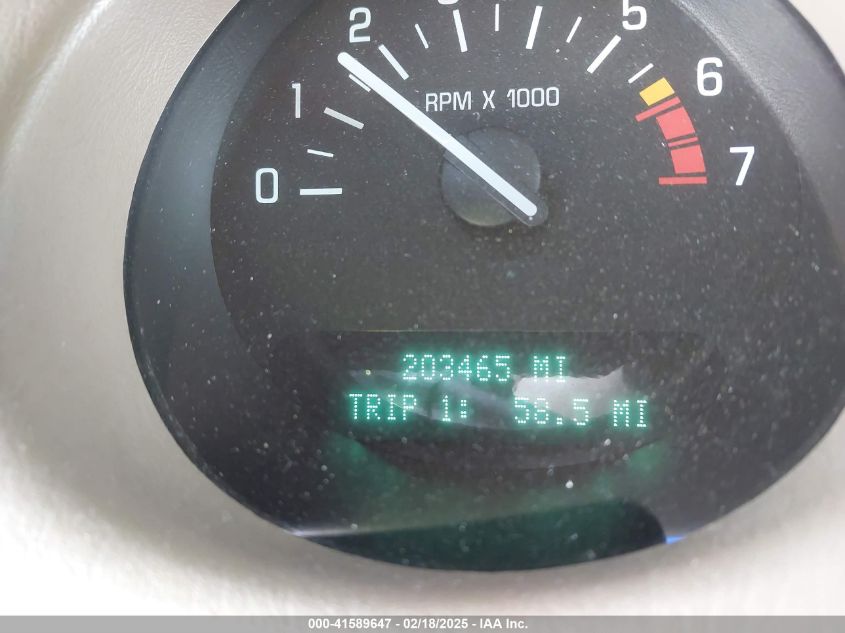 0 1 2 5 6 7
RPM X 1000
203465 MI
TRIP 1: 58.5 MI
000-41589647 - 02/18/2025 - IAA Inc.